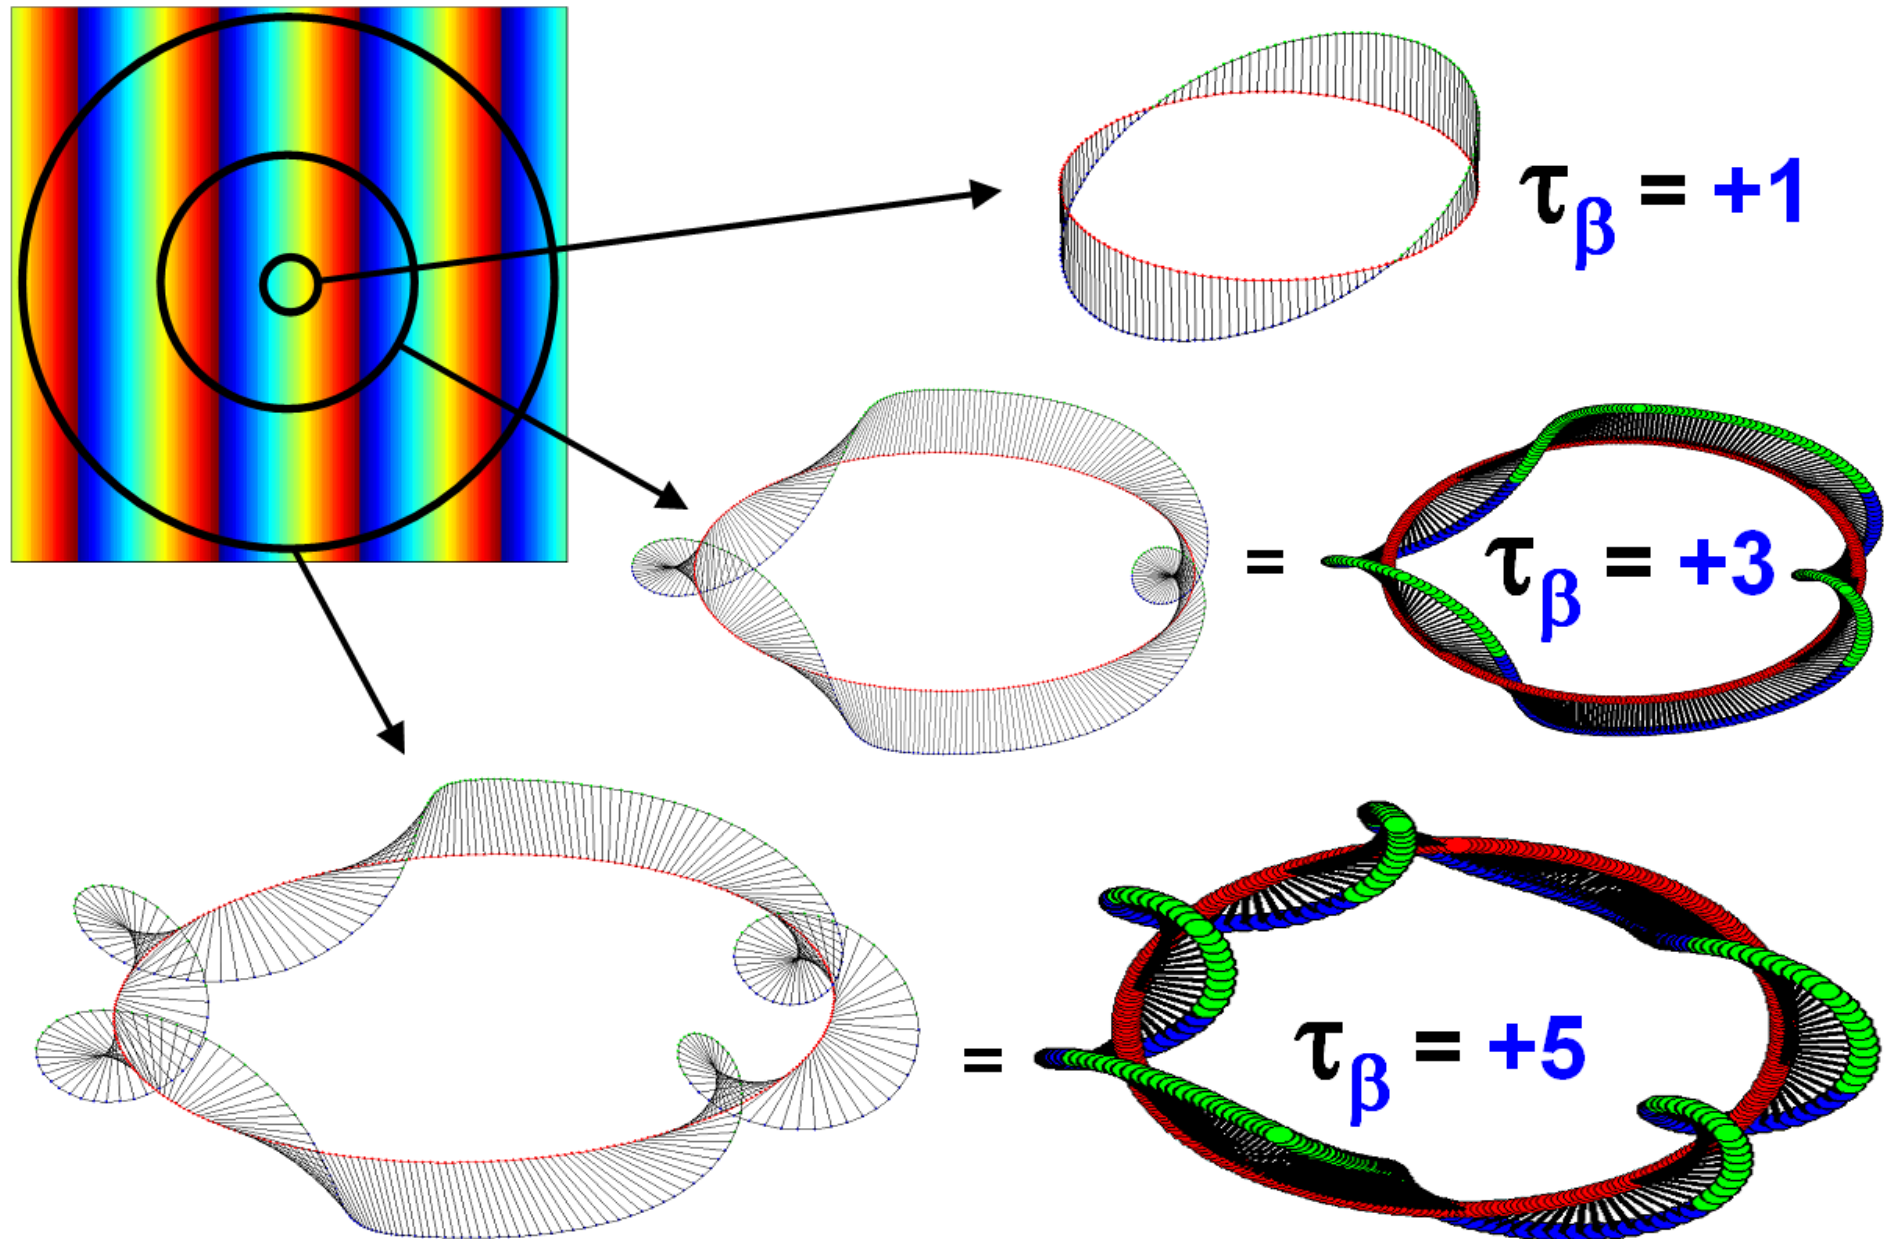 τβ = +1
= τβ = +3
= τβ = +5